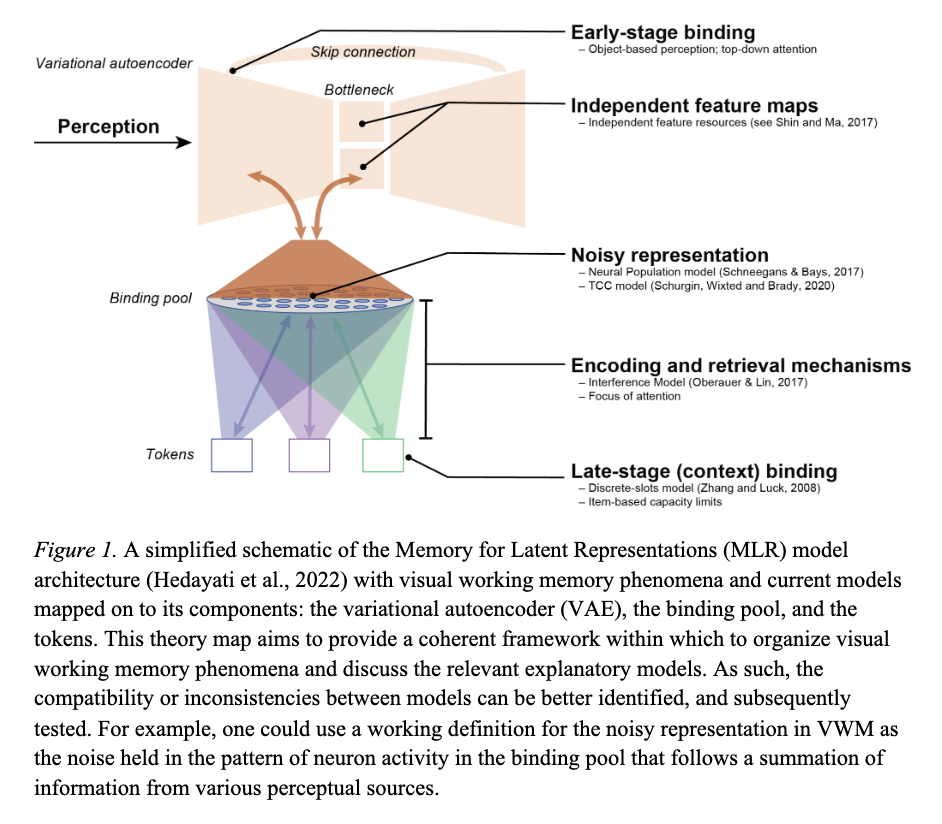 Early-stage binding
– Object-based perception; top-down attention
Skip connection
Variational autoencoder
Bottleneck
Independent feature maps
– Independent feature resources (see Shin and Ma, 2017)
Perception
Noisy representation
– Neural Population model (Schneegans & Bays, 2017)
– TCC model (Schurgin, Wixted and Brady, 2020)
Binding pool
Encoding and retrieval mechanisms
– Interference Model (Oberauer & Lin, 2017)
– Focus of attention
Tokens
Late-stage (context) binding
– Discrete-slots model (Zhang and Luck, 2008)
– Item-based capacity limits
Figure 1. A simplified schematic of the Memory for Latent Representations (MLR) model
architecture (Hedayati et al., 2022) with visual working memory phenomena and current models
mapped on to its components: the variational autoencoder (VAE), the binding pool, and the
tokens. This theory map aims to provide a coherent framework within which to organize visual
working memory phenomena and discuss the relevant explanatory models. As such, the
compatibility or inconsistencies between models can be better identified, and subsequently
tested. For example, one could use a working definition for the noisy representation in VWM as
the noise held in the pattern of neuron activity in the binding pool that follows a summation of
information from various perceptual sources.